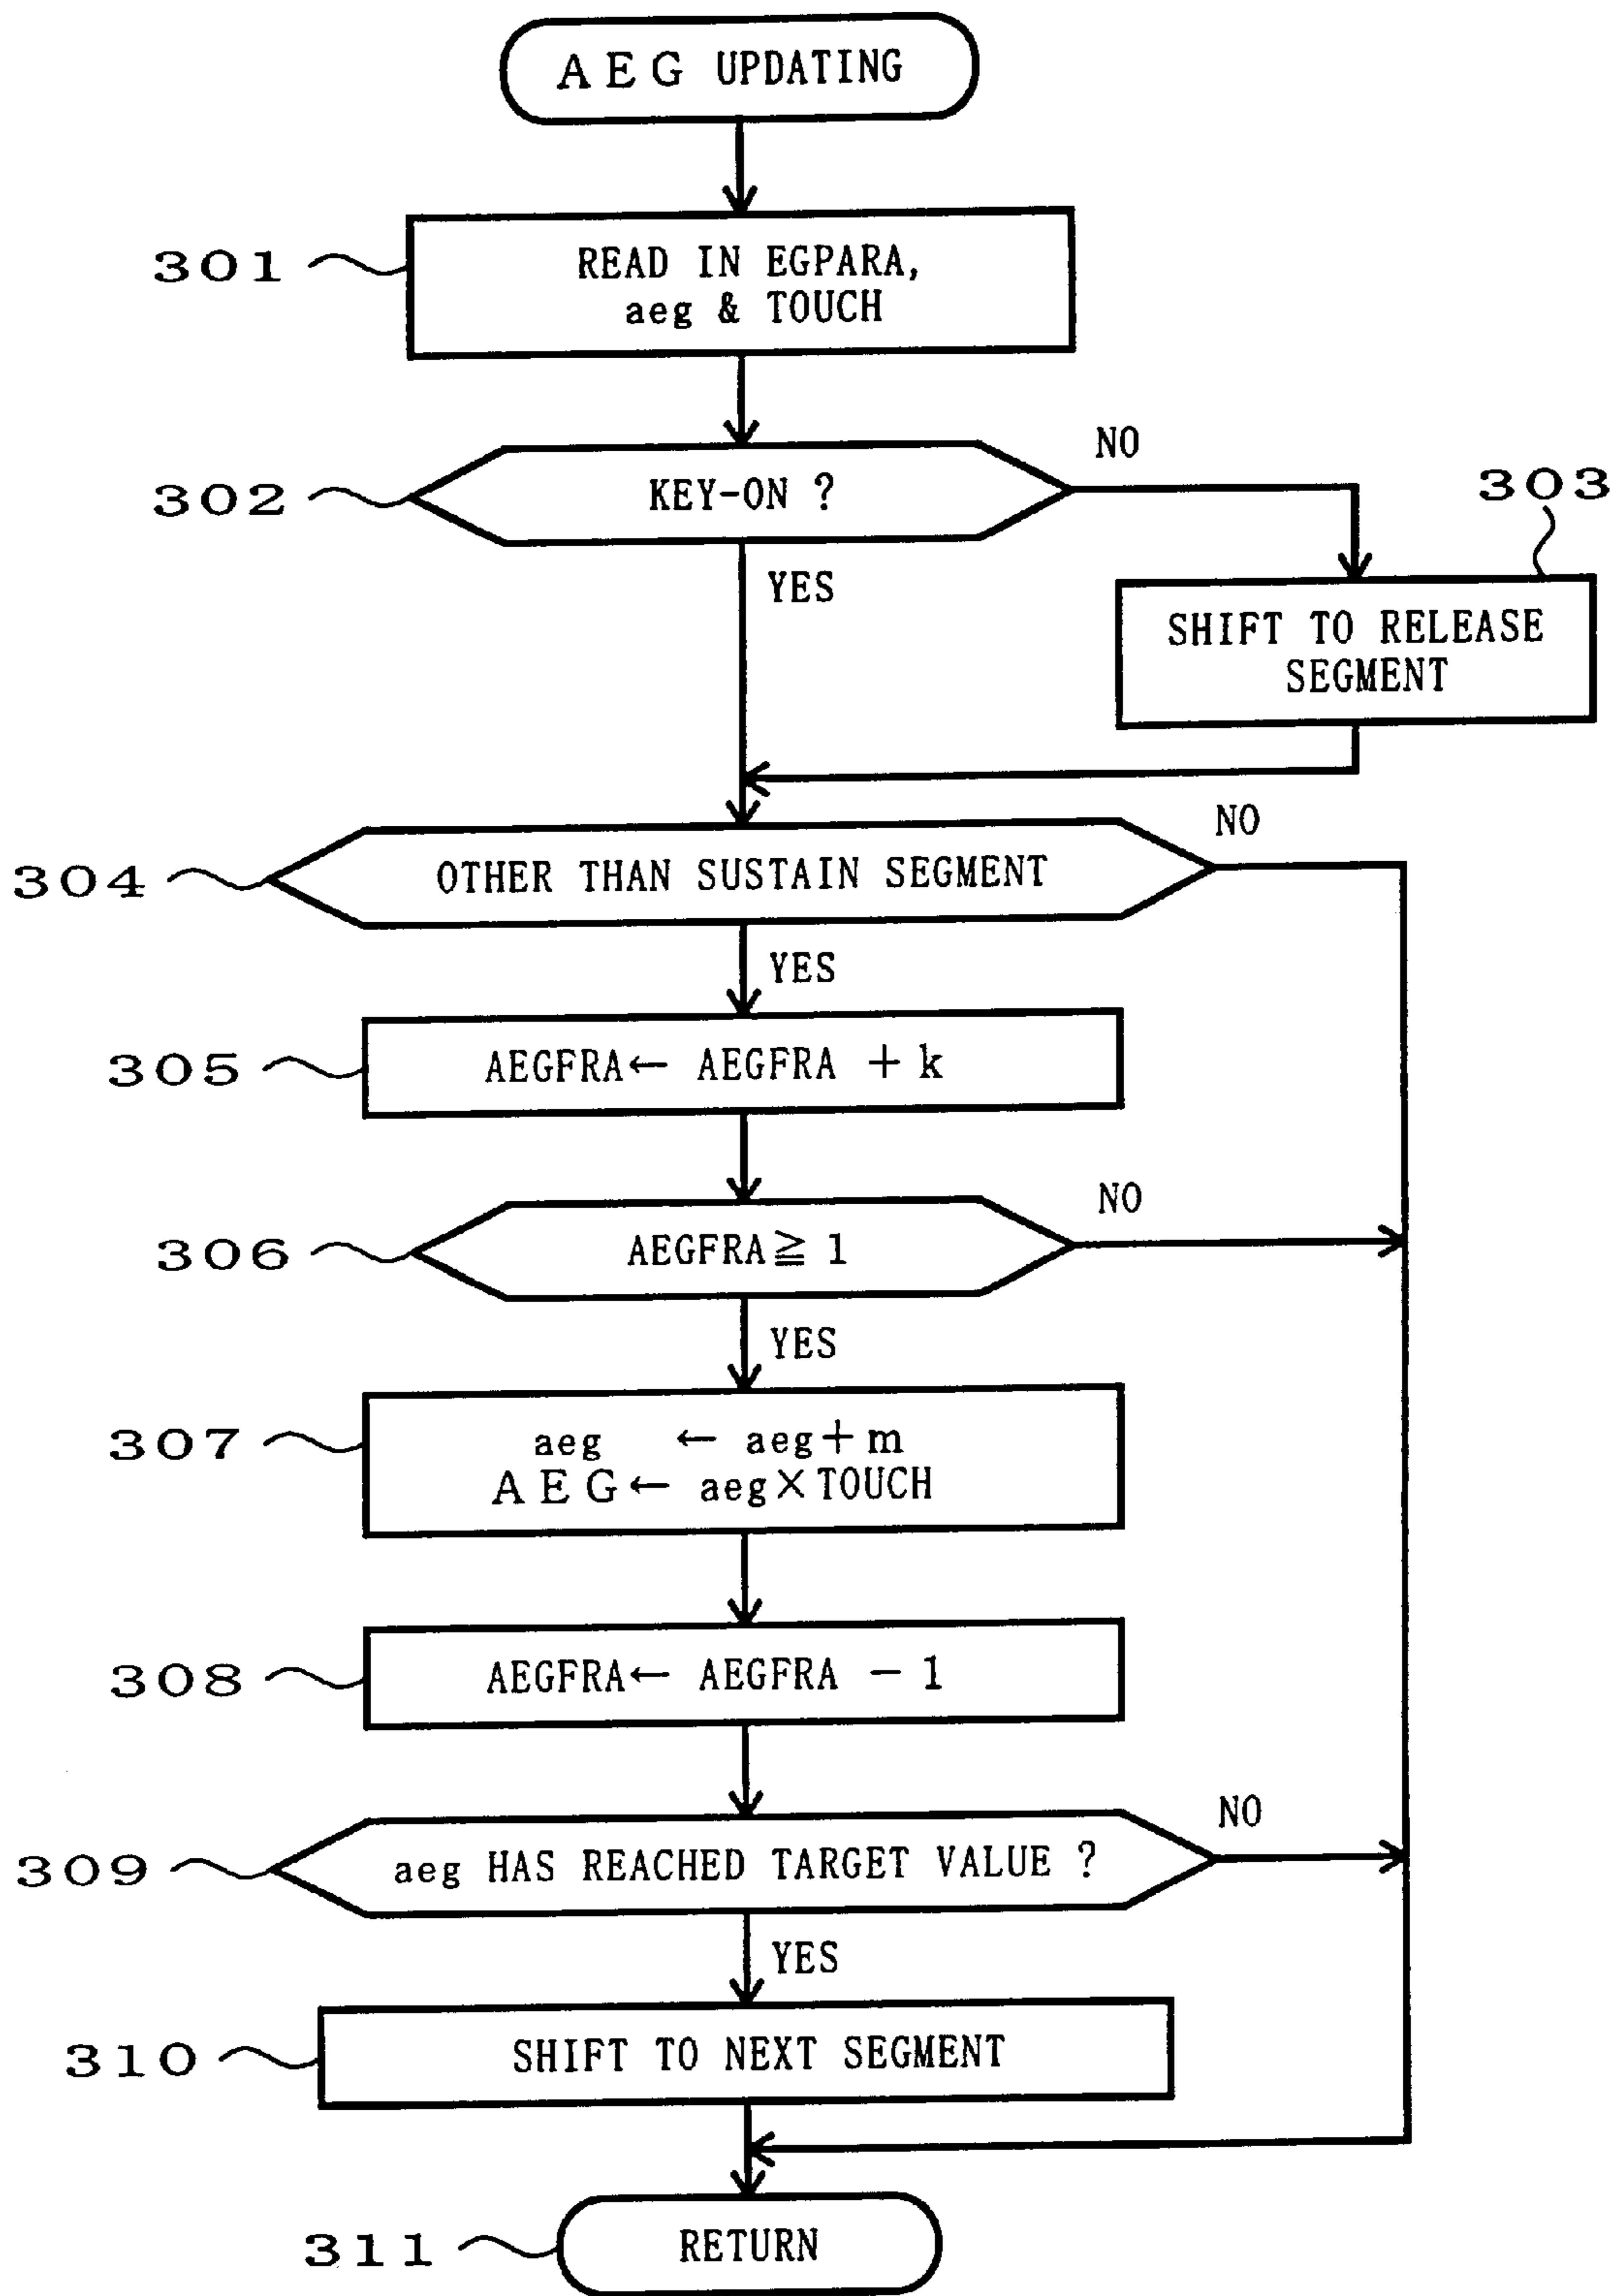 AEG UPDATING
301
READ IN EGPARA,
aeg & TOUCH
302
KEY-ON ?
NO
303
YES
SHIFT TO RELEASE
SEGMENT
304
OTHER THAN SUSTAIN SEGMENT
NO
YES
305
AEGFRA← AEGFRA + k
306
AEGFRA≧ 1
NO
YES
307
aeg ← aeg+m
AEG← aeg×TOUCH
308
AEGFRA← AEGFRA − 1
309
aeg HAS REACHED TARGET VALUE ?
NO
YES
310
SHIFT TO NEXT SEGMENT
311
RETURN